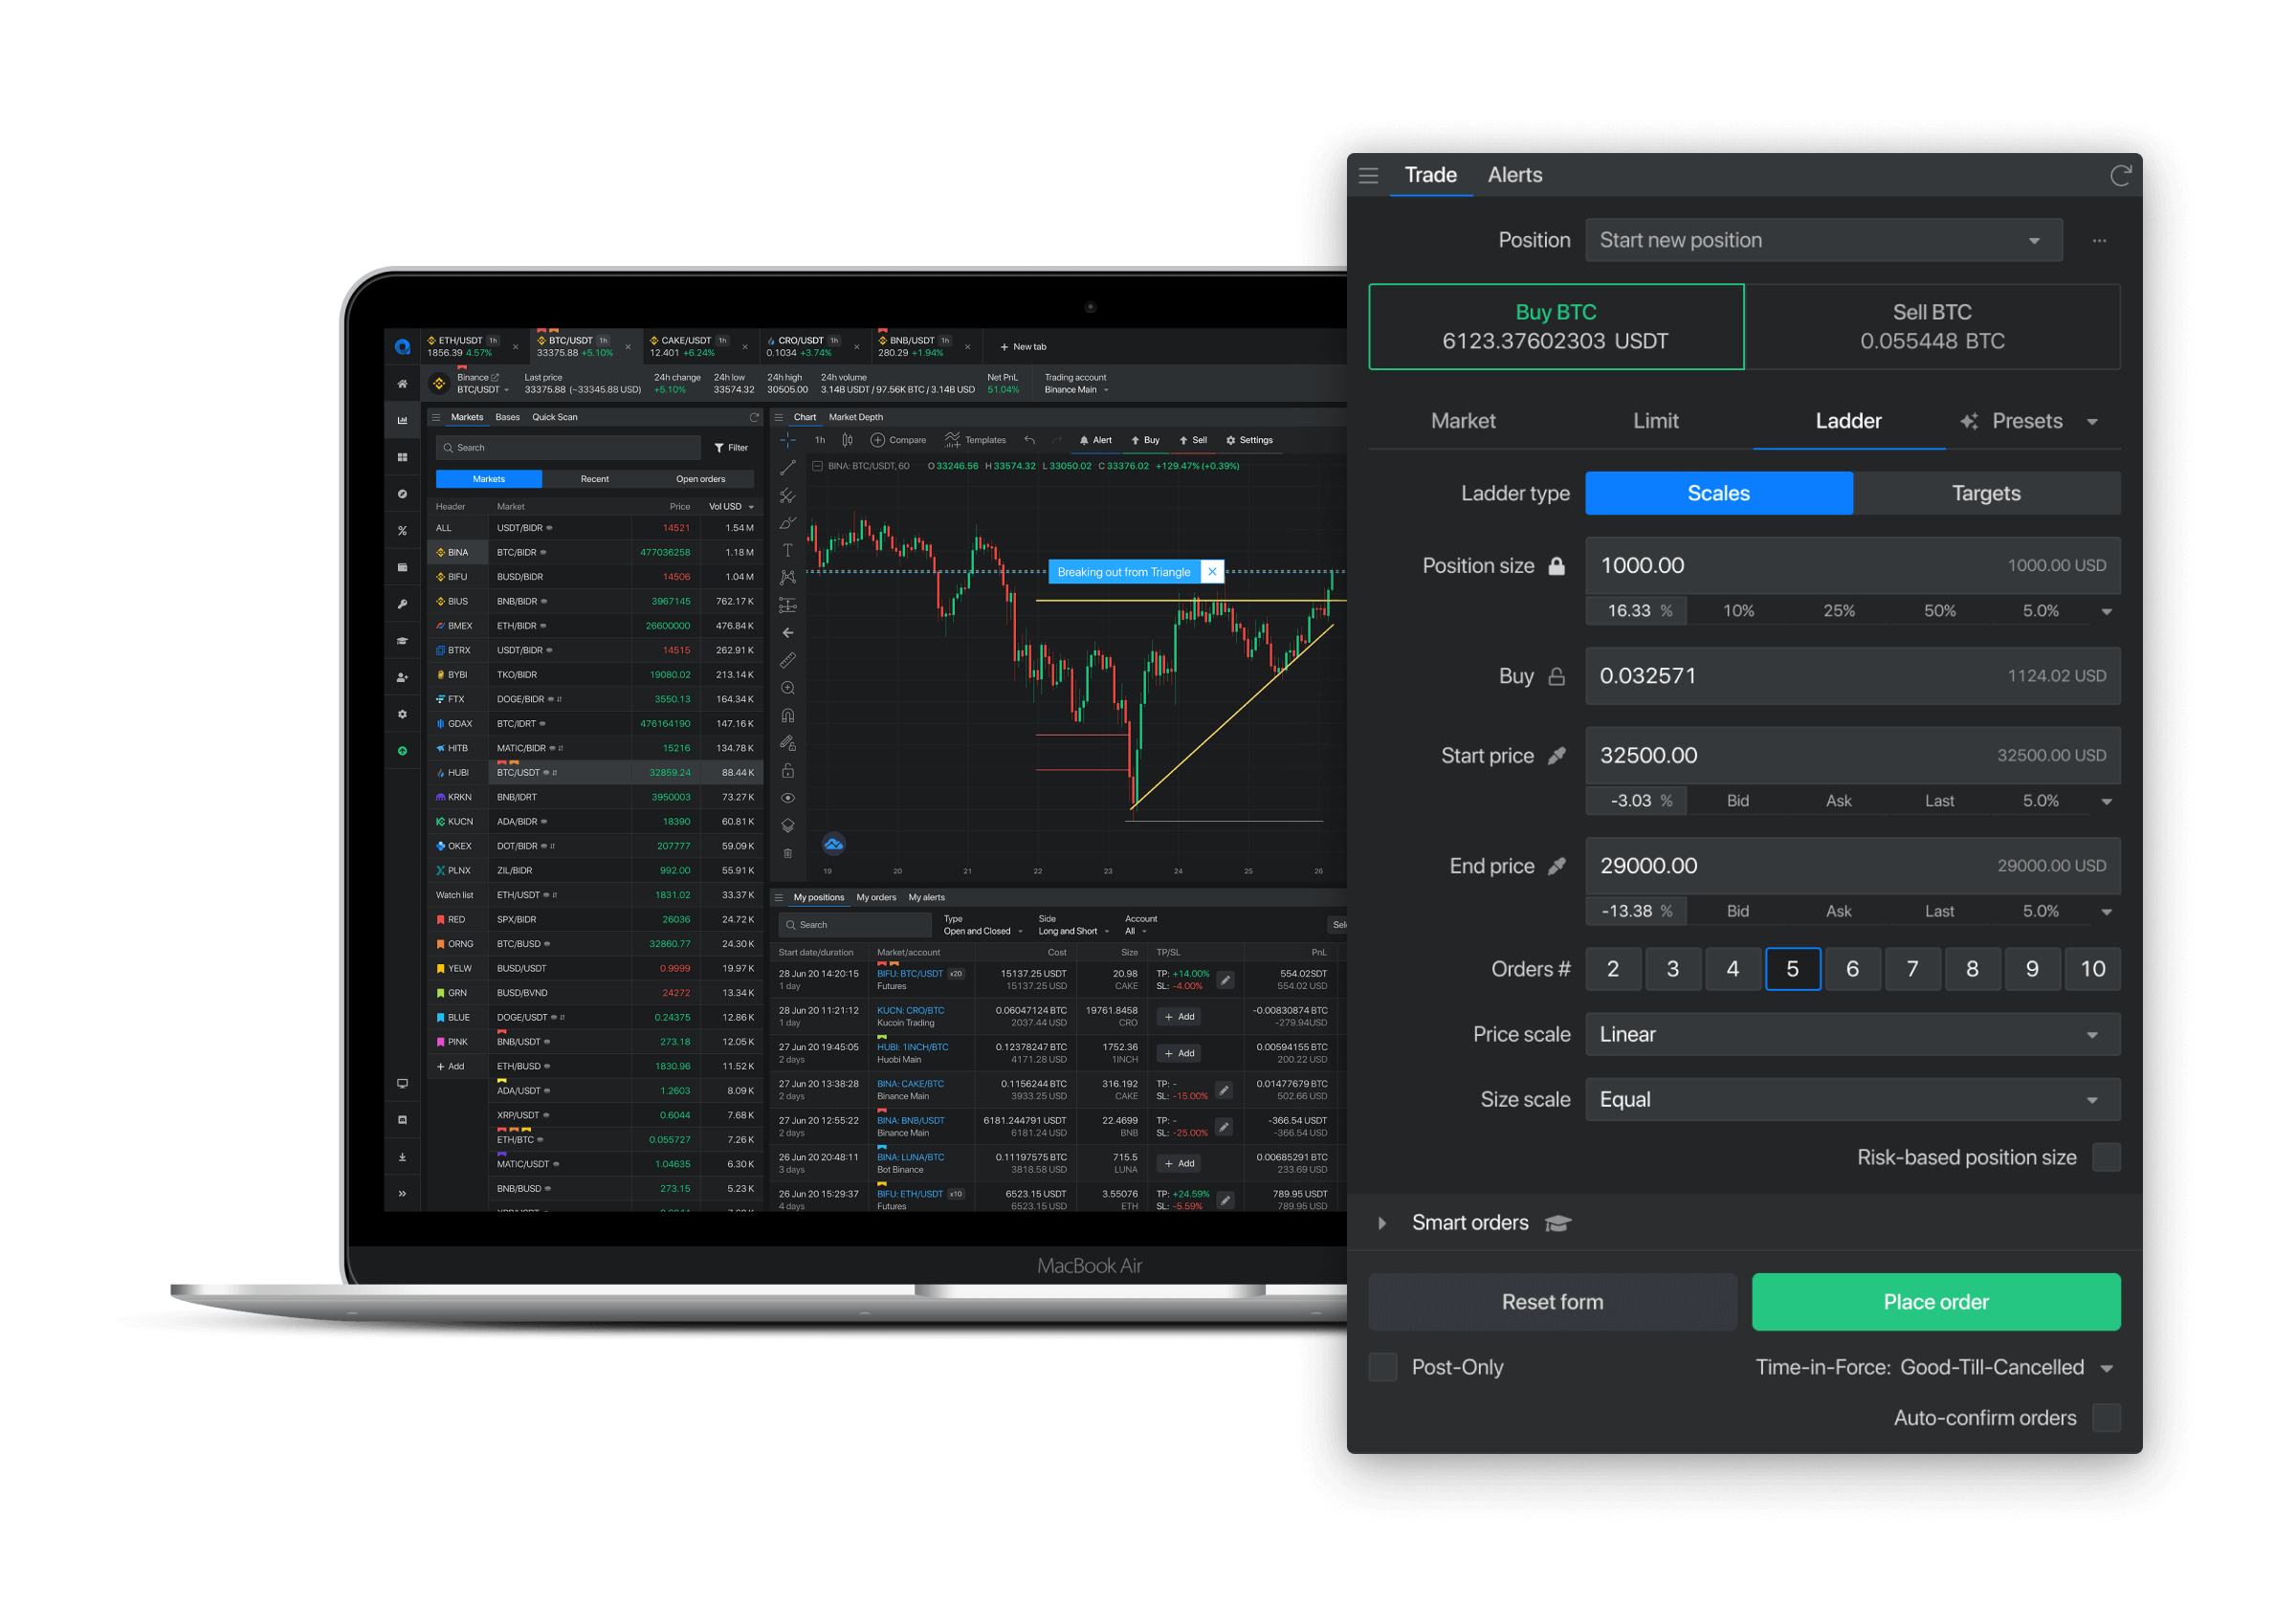 ETH/USDT 1h
1856.39 4.57%
BTC/USDT 1h
33375.88 +5.10%
CAKE/USDT 1h
12.401 +6.24%
CRO/USDT 1h
0.1034 +3.74%
BNB/USDT 1h
280.29 +1.94%
+ New tab
Binance
BTC/USDT
Last price
33375.88 (~33345.88 USD)
24h change
+5.10%
24h low
33574.32
24h high
30505.00
24h volume
3.14B USDT / 97.56K BTC / 3.14B USD
Net PnL
51.04%
Trading account
Binance Main
Markets Bases Quick Scan
Search
Filter
Markets Recent Open orders
Header Market Price Vol USD
ALL USDT/BIDR 14521 1.54 M
BINA BTC/BIDR 477036258 1.18 M
BIFU BUSD/BIDR 14506 1.04 M
BIUS BNB/BIDR 3967145 762.17 K
BMEX ETH/BIDR 26600000 476.84 K
BTRX USDT/BIDR 14515 262.91 K
BYBI TKO/BIDR 19080.02 213.14 K
FTX DOGE/BIDR 3550.13 164.34 K
GDAX BTC/IDRT 476164190 147.16 K
HITB MATIC/BIDR 15216 134.78 K
HUBI BTC/USDT 32859.24 88.44 K
KRKN BNB/IDRT 3950003 73.27 K
KUCN ADA/BIDR 18390 60.81 K
OKEX DOT/BIDR 207777 59.09 K
PLNX ZIL/BIDR 992.00 55.91 K
Watch list ETH/USDT 1831.02 33.37 K
RED SPX/BIDR 26036 24.72 K
ORNG BTC/BUSD 32860.77 24.30 K
YELW BUSD/USDT 0.9999 19.97 K
GRN BUSD/BVND 24272 13.34 K
BLUE DOGE/USDT 0.24375 12.86 K
PINK BNB/USDT 273.18 12.05 K
+ Add ETH/BUSD 1830.96 11.52 K
ADA/USDT 1.2603 8.09 K
XRP/USDT 0.6044 7.68 K
ETH/BTC 0.055727 7.26 K
MATIC/USDT 1.04635 6.30 K
BNB/BUSD 273.15 5.23 K
Chart Market Depth
1h Compare Templates Alert Buy Sell Settings
BINA: BTC/USDT, 60 O 33246.56 H 33574.32 L 33050.02 C 33376.02 +129.47% (+0.39%)
Breaking out from Triangle
19 20 21 22 23 24 25 26
My positions My orders My alerts
Search
Type
Open and Closed
Side
Long and Short
Account
All
Sel
Start date/duration Market/account Cost Size TP/SL PnL
28 Jun 20 14:20:15 BIFU: BTC/USDT x20 15137.25 USDT 20.98 TP: +14.00% 554.02SDT
1 day Futures 15137.25 USD CAKE SL: -4.00% 554.02 USD
28 Jun 20 11:21:12 KUCN: CRO/BTC 0.06047124 BTC 19761.8458 + Add -0.00830874 BTC
1 day Kucoin Trading 2037.44 USD CRO -279.94USD
27 Jun 20 19:45:05 HUBI: 1INCH/BTC 0.12378247 BTC 1752.36 + Add 0.00594155 BTC
2 days Huobi Main 4171.28 USD 1INCH 200.22 USD
27 Jun 20 13:38:28 BINA: CAKE/BTC 0.1156244 BTC 316.192 TP: - 0.01477679 BTC
2 days Binance Main 3933.25 USD CAKE SL: -15.00% 502.66 USD
27 Jun 20 12:55:22 BINA: BNB/USDT 6181.244791 USDT 22.4699 TP: - -366.54 USDT
2 days Binance Main 6181.24 USD BNB SL: -25.00% -366.54 USD
26 Jun 20 20:48:11 BINA: LUNA/BTC 0.11197575 BTC 715.5 + Add 0.00685291 BTC
3 days Bot Binance 3818.58 USD LUNA 233.69 USD
26 Jun 20 15:29:37 BIFU: ETH/USDT x10 6523.15 USDT 3.55076 TP: +24.59% 789.95 USDT
4 days Futures 6523.15 USD ETH SL: -5.59% 789.95 USD
MacBook Air
Trade Alerts
Position Start new position ...
Buy BTC
6123.37602303 USDT
Sell BTC
0.055448 BTC
Market Limit Ladder Presets
Ladder type Scales Targets
Position size 1000.00 1000.00 USD
16.33 % 10% 25% 50% 5.0%
Buy 0.032571 1124.02 USD
Start price 32500.00 32500.00 USD
-3.03 % Bid Ask Last 5.0%
End price 29000.00 29000.00 USD
-13.38 % Bid Ask Last 5.0%
Orders # 2 3 4 5 6 7 8 9 10
Price scale Linear
Size scale Equal
Risk-based position size
Smart orders
Reset form Place order
Post-Only Time-in-Force: Good-Till-Cancelled
Auto-confirm orders